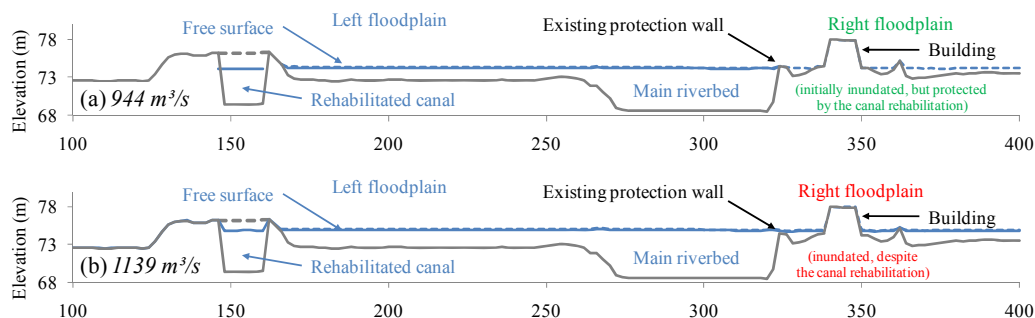 Elevation (m)
78
73
68
Free surface
Left floodplain
Existing protection wall
Right floodplain
Building
(a) 944 m³/s
Rehabilitated canal
Main riverbed
(initially inundated, but protected
by the canal rehabilitation)
100
150
200
250
300
350
400
Elevation (m)
78
73
68
Free surface
Left floodplain
Existing protection wall
Right floodplain
Building
(b) 1139 m³/s
Rehabilitated canal
Main riverbed
(inundated, despite
the canal rehabilitation)
100
150
200
250
300
350
400